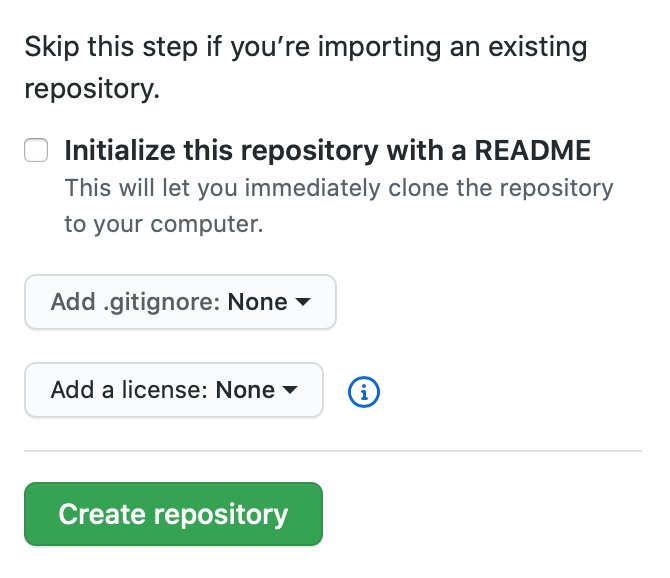 Skip this step if you’re importing an existing
repository.
Initialize this repository with a README
This will let you immediately clone the repository
to your computer.
Add .gitignore: None
Add a license: None
Create repository